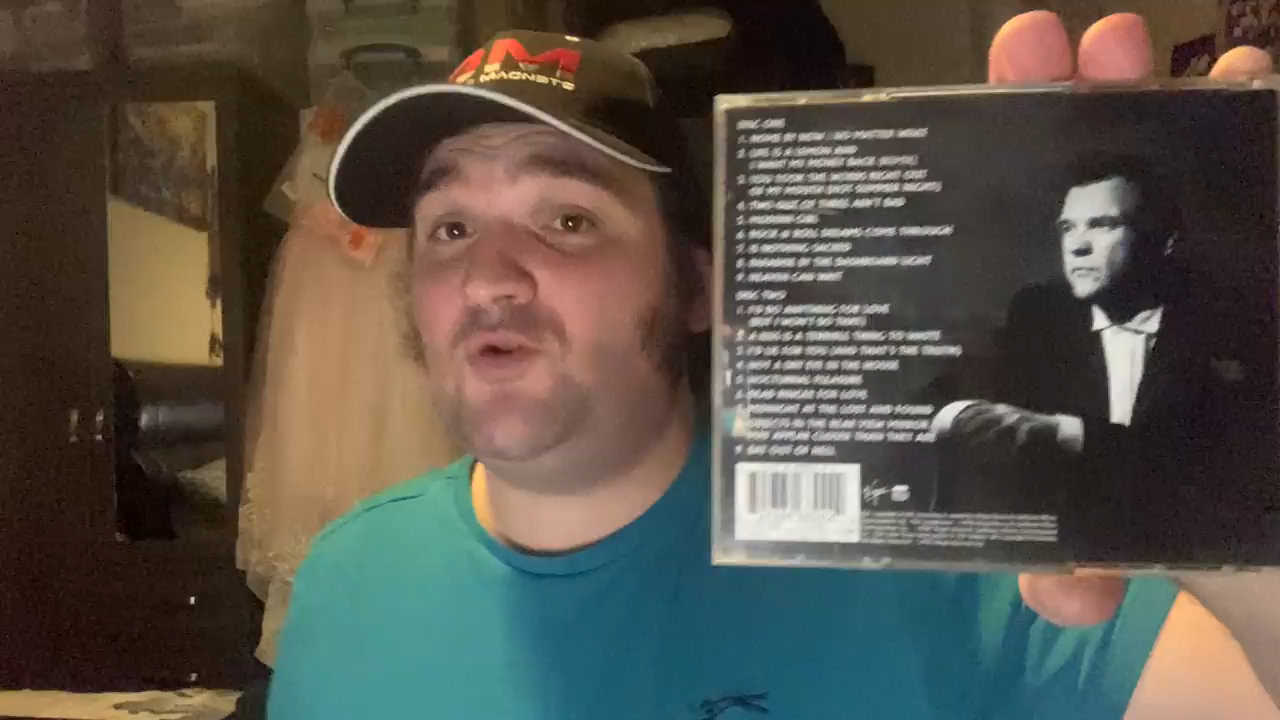 M
MAGNETS
DISC ONE
1. HOME BY NOW / NO MATTER WHAT
2. LIFE IS A LEMON AND
I WANT MY MONEY BACK
3. YOU TOOK THE WORDS RIGHT OUT
OF MY MOUTH (HOT SUMMER NIGHT)
4. TWO OUT OF THREE AIN'T BAD
5. MODERN GIRL
6. ROCK & ROLL DREAMS COME THROUGH
7. IS NOTHING SACRED
8. PARADISE BY THE DASHBOARD LIGHT
9. HEAVEN CAN WAIT
DISC TWO
1. I'D DO ANYTHING FOR LOVE
(BUT I WON'T DO THAT)
2. A KISS IS A TERRIBLE THING TO WASTE
3. I'D LIE FOR YOU (AND THAT'S THE TRUTH)
4. NOT A DRY EYE IN THE HOUSE
5. NOCTURNAL PLEASURE
6. DEAD RINGER FOR LOVE
MIDNIGHT AT THE LOST AND FOUND
OBJECTS IN THE REAR VIEW MIRROR
MAY APPEAR CLOSER THAN THEY ARE
9. BAT OUT OF HELL
Virgin